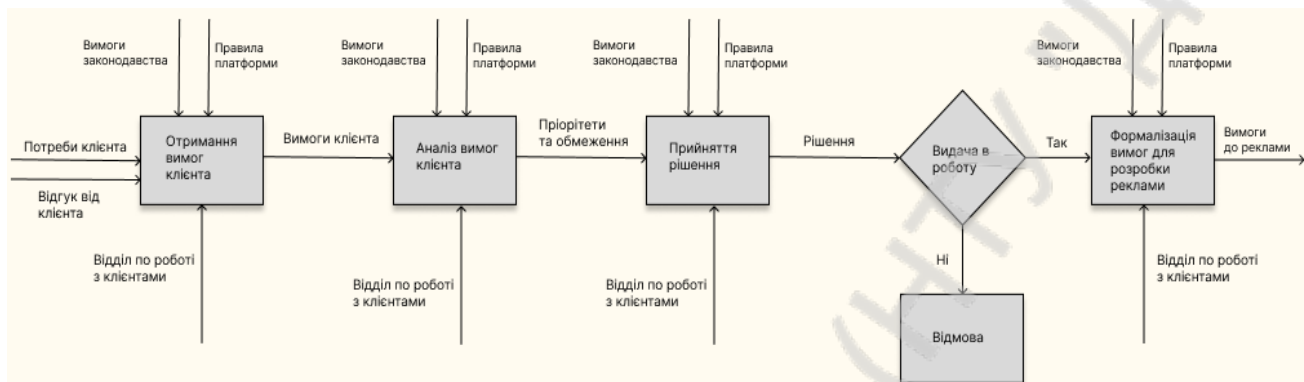 Вимоги
законодавства
Правила
платформи
Вимоги
законодавства
Правила
платформи
Вимоги
законодавства
Правила
платформи
Вимоги
законодавства
Правила
платформи
Потреби клієнта
Відгук від
клієнта
Отримання
вимог
клієнта
Вимоги клієнта
Аналіз вимог
клієнта
Пріорітети
та обмеження
Прийняття
рішення
Рішення
Видача в
роботу
Так
Формалізація
вимог для
розробки
реклами
Вимоги
до реклами
Відділ по роботі
з клієнтами
Відділ по роботі
з клієнтами
Відділ по роботі
з клієнтами
Ні
Відмова
Відділ по роботі
з клієнтами
(НТУ "Д